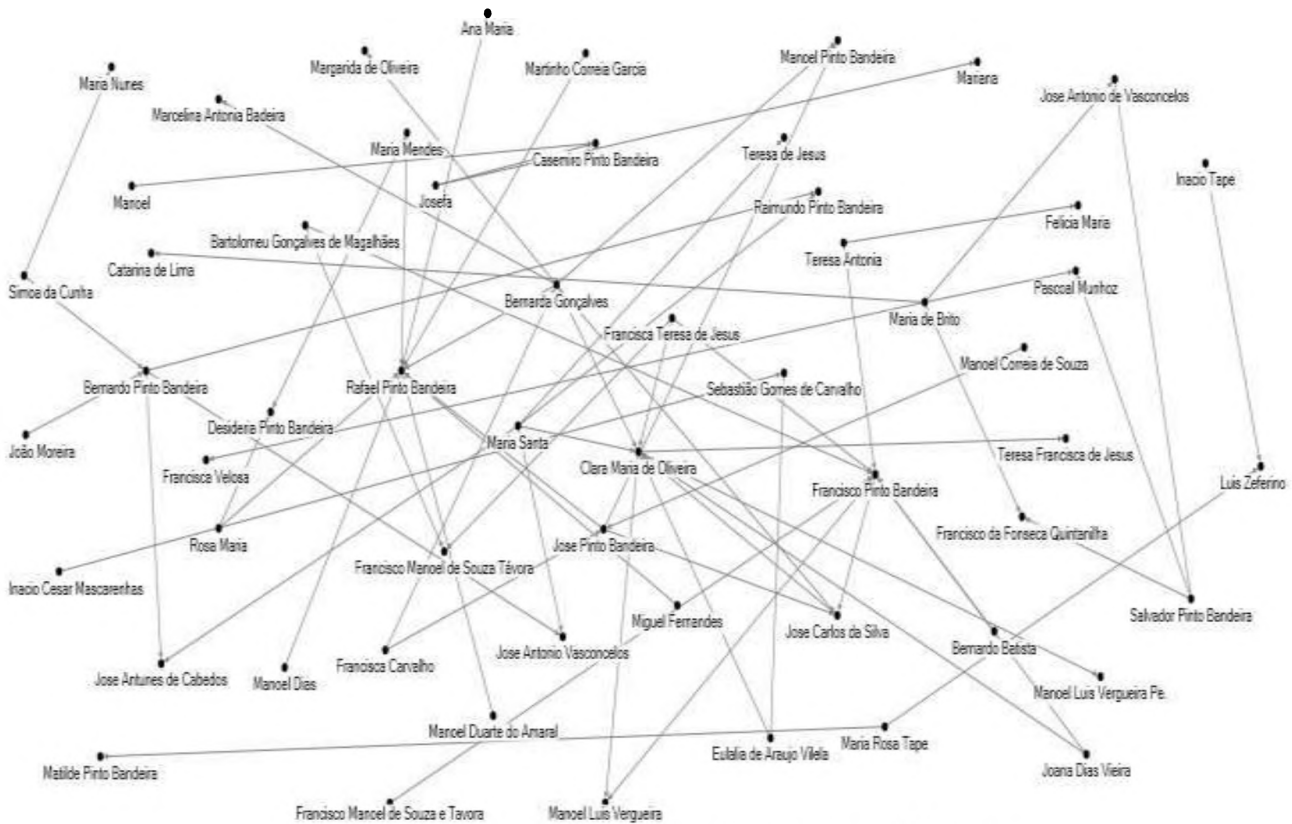 Ana Maria
Manoel Pinto Bandeira
Margarida de Oliveira
Martinho Correia Garcia
Mariana
Maria Nunes
Jose Antonio de Vasconcelos
Marcelina Antonia Badeira
Maria Mendes
Teresa de Jesus
Casemiro Pinto Bandeira
Inacio Tape
Manoel
Josefa
Raimundo Pinto Bandeira
Felicia Maria
Bartolomeu Gonçalves de Magalhães
Teresa Antonia
Catarina de Lima
Pascoal Munhoz
Simoa da Cunha
Bernarda Gonçalves
Maria de Brito
Francisca Teresa de Jesus
Manoel Correia de Souza
Bernardo Pinto Bandeira
Rafael Pinto Bandeira
Sebastião Gomes de Carvalho
Desideria Pinto Bandeira
João Moreira
Maria Santa
Teresa Francisca de Jesus
Francisca Velosa
Clara Maria de Oliveira
Luis Zeferino
Francisco Pinto Bandeira
Francisco da Fonseca Quintanilha
Rosa Maria
Jose Pinto Bandeira
Francisco Manoel de Souza Távora
Inacio Cesar Mascarenhas
Salvador Pinto Bandeira
Miguel Fernandes
Jose Carlos da Silva
Bernardo Batista
Jose Antonio Vasconcelos
Francisca Carvalho
Jose Antunes de Cabedos
Manoel Dias
Manoel Luis Vergueira Pe.
Manoel Duarte do Amaral
Maria Rosa Tape
Eulalia de Araujo Vilela
Matilde Pinto Bandeira
Joana Dias Vieira
Francisco Manoel de Souza e Tavora
Manoel Luis Vergueira